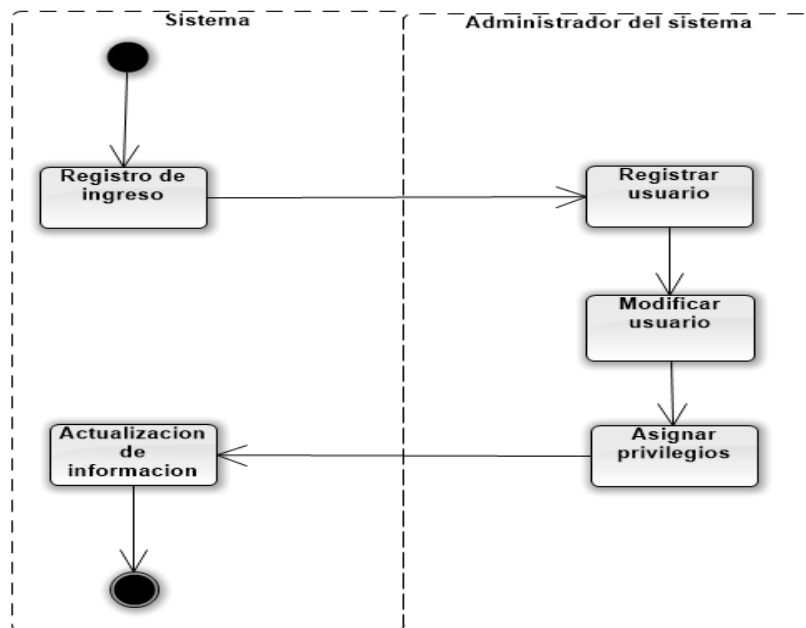 Sistema
Administrador del sistema
Registro de
ingreso
Registrar
usuario
Modificar
usuario
Asignar
privilegios
Actualizacion
de
informacion